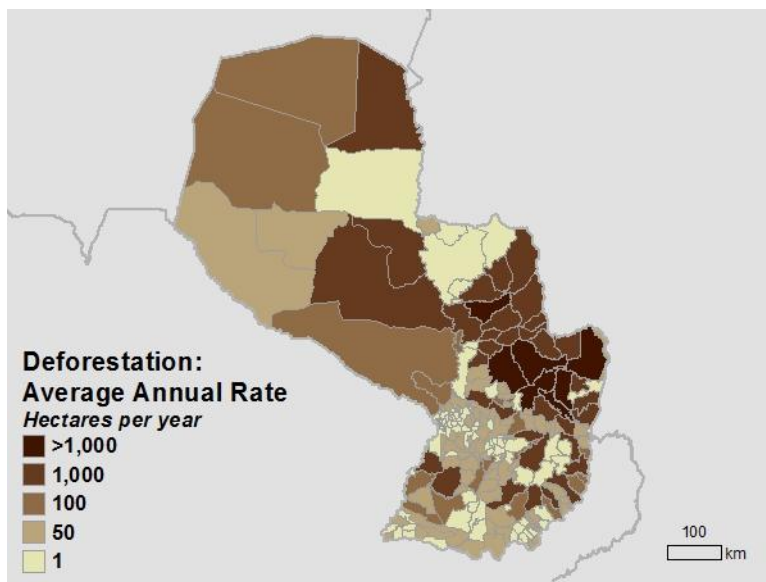 Deforestation:
Average Annual Rate
Hectares per year
>1,000
1,000
100
50
1
100
km